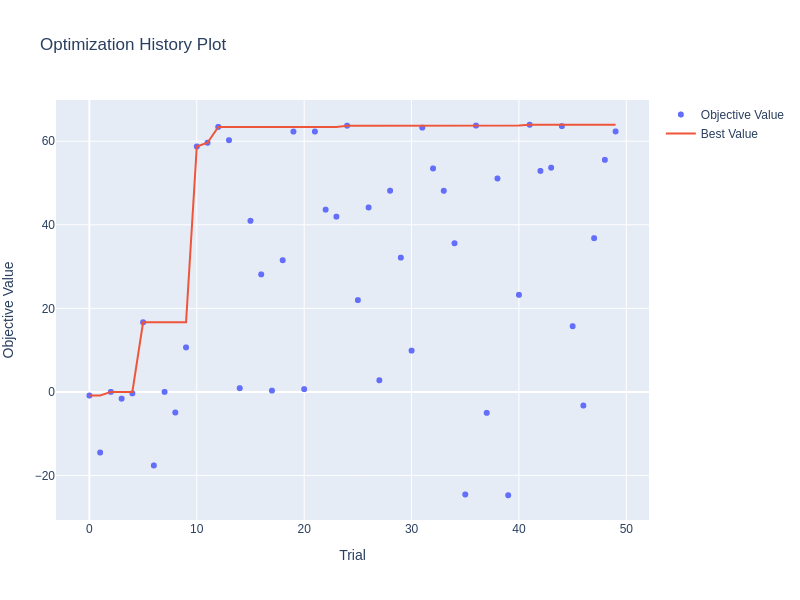 Optimization History Plot
Objective Value
Best Value
60
40
20
0
−20
Objective Value
0 10 20 30 40 50
Trial